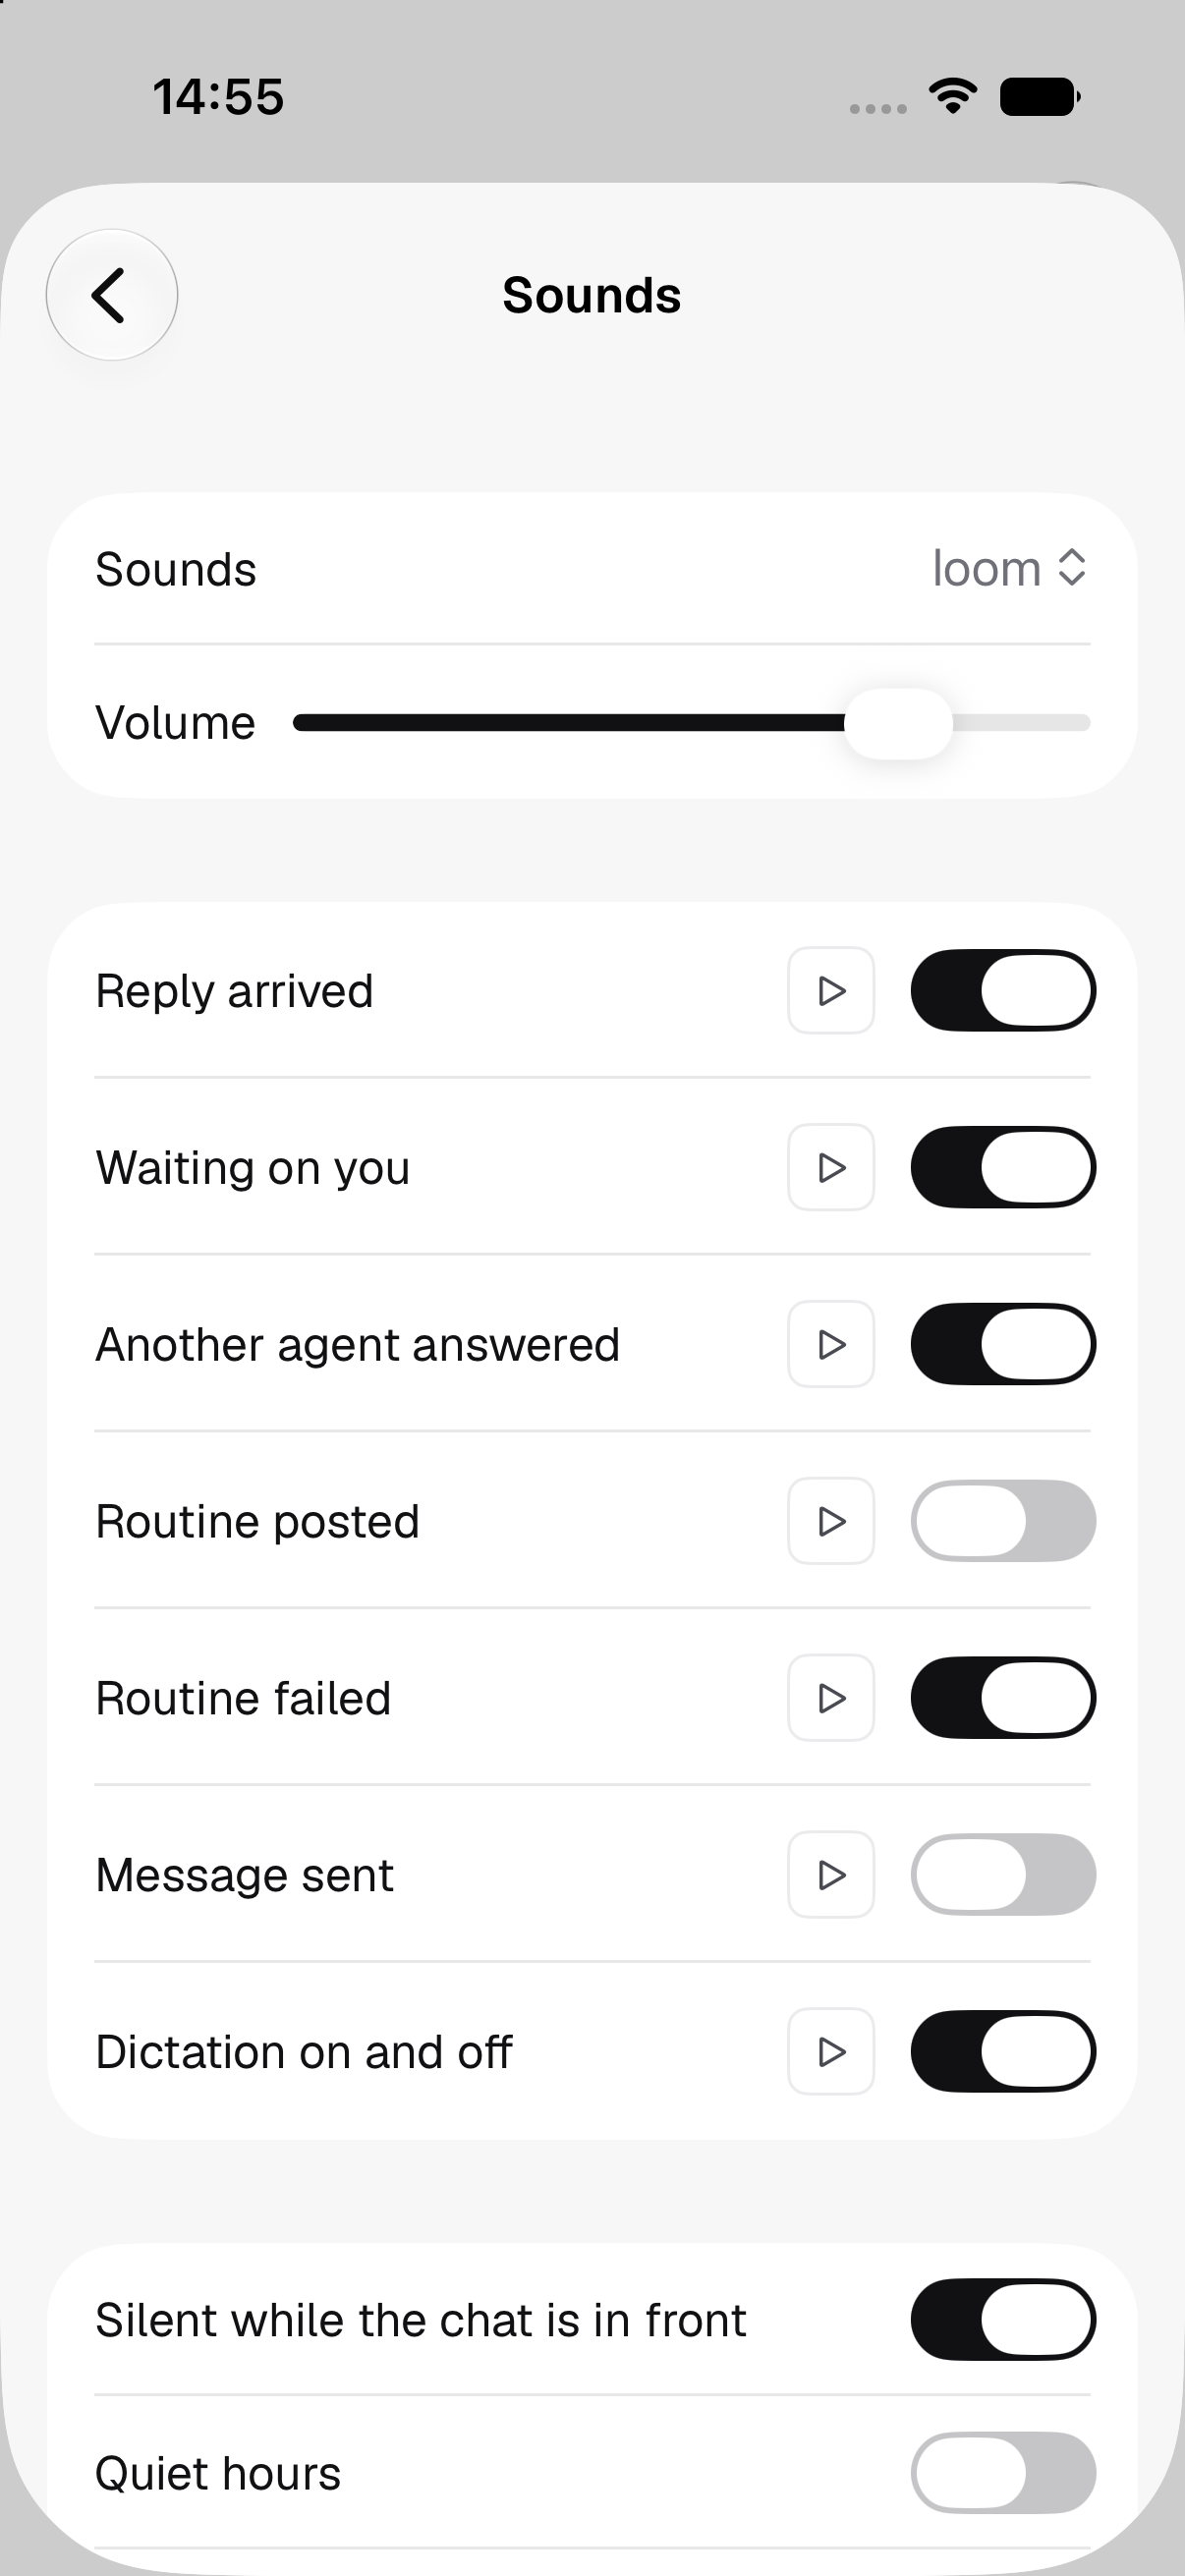 14:55
Sounds
Sounds
loom
Volume
Reply arrived
Waiting on you
Another agent answered
Routine posted
Routine failed
Message sent
Dictation on and off
Silent while the chat is in front
Quiet hours